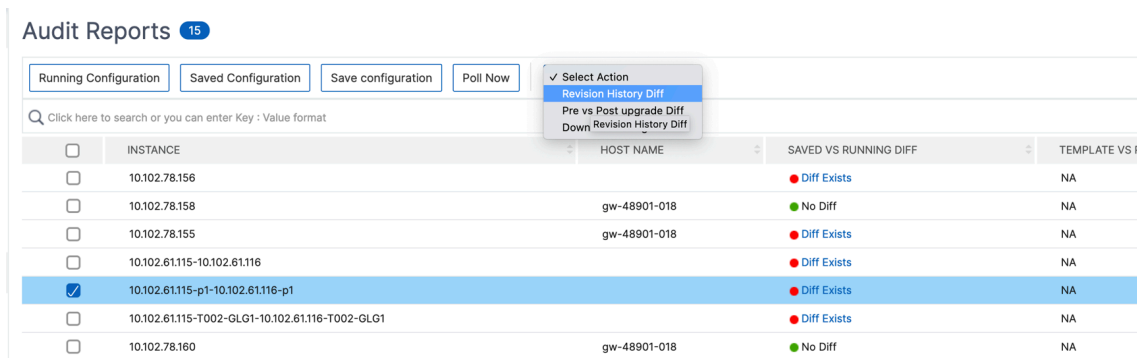 Audit Reports 15
Running Configuration Saved Configuration Save configuration Poll Now ✓ Select Action
Revision History Diff
Pre vs Post upgrade Diff
Down
Revision History Diff
Click here to search or you can enter Key : Value format
INSTANCE HOST NAME SAVED VS RUNNING DIFF TEMPLATE VS
10.102.78.156 Diff Exists NA
10.102.78.158 gw-48901-018 No Diff NA
10.102.78.155 gw-48901-018 Diff Exists NA
10.102.61.115-10.102.61.116 Diff Exists NA
10.102.61.115-p1-10.102.61.116-p1 Diff Exists NA
10.102.61.115-T002-GLG1-10.102.61.116-T002-GLG1 Diff Exists NA
10.102.78.160 gw-48901-018 No Diff NA